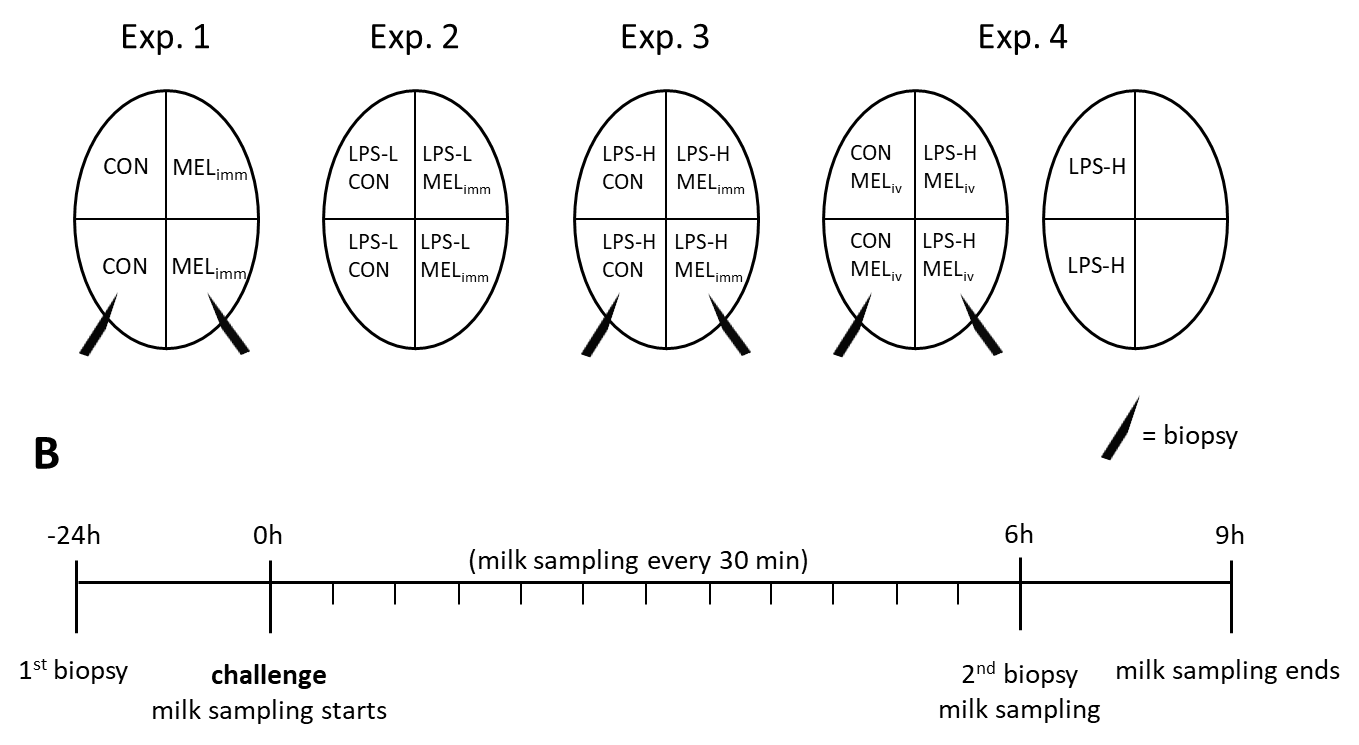 Exp. 1 Exp. 2 Exp. 3 Exp. 4
CON MELimm
CON MELimm
LPS-L LPS-L
CON MELimm
LPS-L LPS-L
CON MELimm
LPS-H LPS-H
CON MELimm
LPS-H LPS-H
CON MELimm
CON LPS-H
MELiv MELiv
CON LPS-H
MELiv MELiv
LPS-H
LPS-H
= biopsy
B
-24h 0h 6h 9h
(milk sampling every 30 min)
1st biopsy
challenge
milk sampling starts
2nd biopsy
milk sampling
milk sampling ends